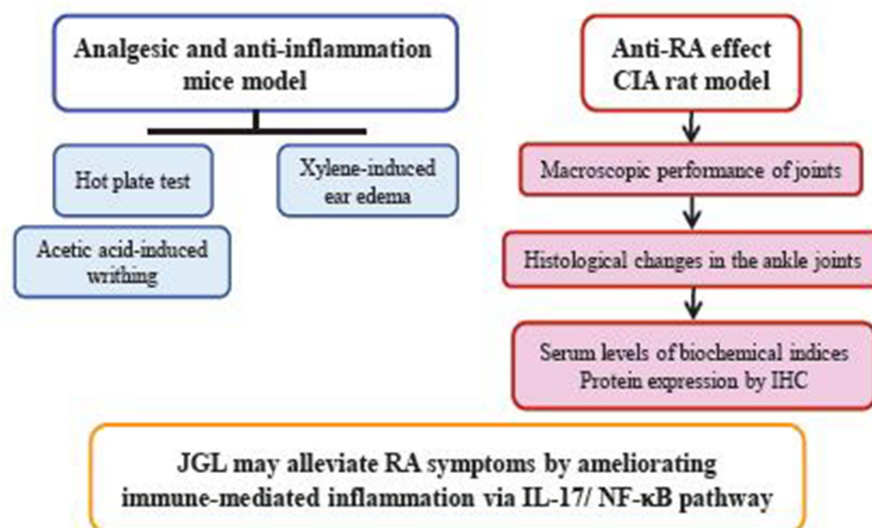 Analgesic and anti-inflammation
mice model
Hot plate test
Xylene-induced
ear edema
Acetic acid-induced
writhing
Anti-RA effect
CIA rat model
Macroscopic performance of joints
Histological changes in the ankle joints
Serum levels of biochemical indices
Protein expression by IHC
JGL may alleviate RA symptoms by ameliorating
immune-mediated inflammation via IL-17/ NF-κB pathway